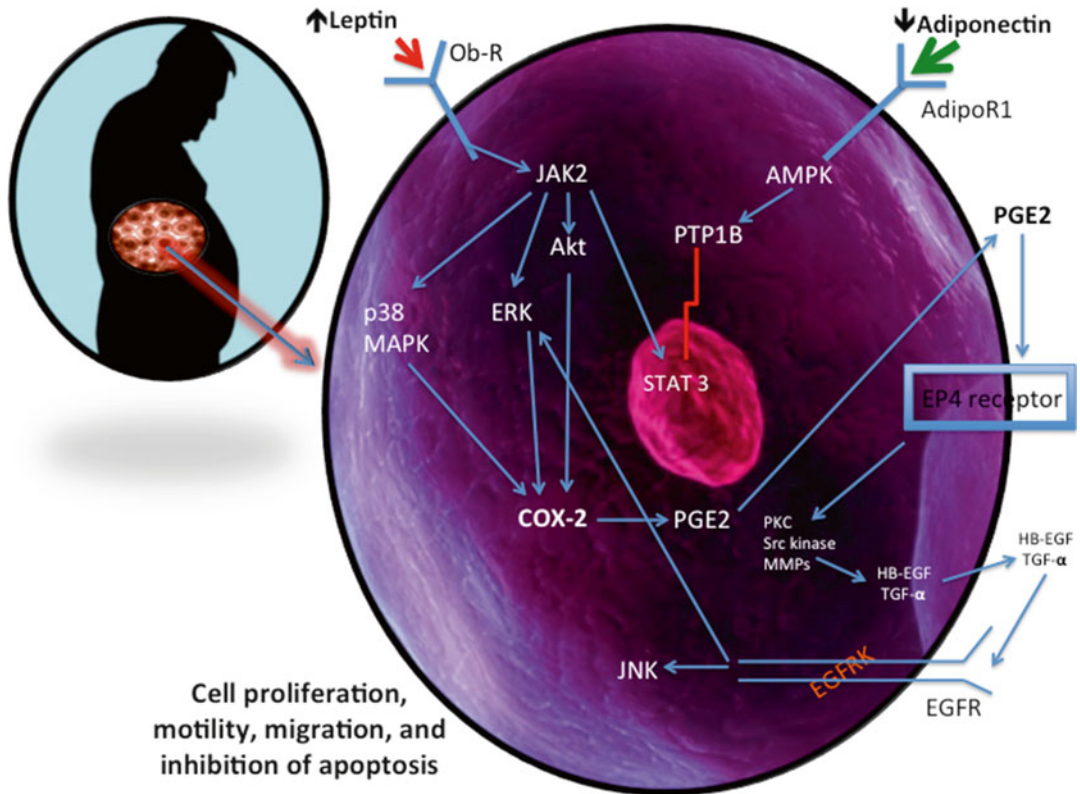 ↑Leptin
Ob-R
↓Adiponectin
AdipoR1
JAK2
AMPK
Akt
PTP1B
PGE2
p38
MAPK
ERK
STAT 3
EP4 receptor
COX-2
PGE2
PKC
Src kinase
MMPs
HB-EGF
TGF-α
HB-EGF
TGF-α
JNK
EGFRK
EGFR
Cell proliferation,
motility, migration, and
inhibition of apoptosis